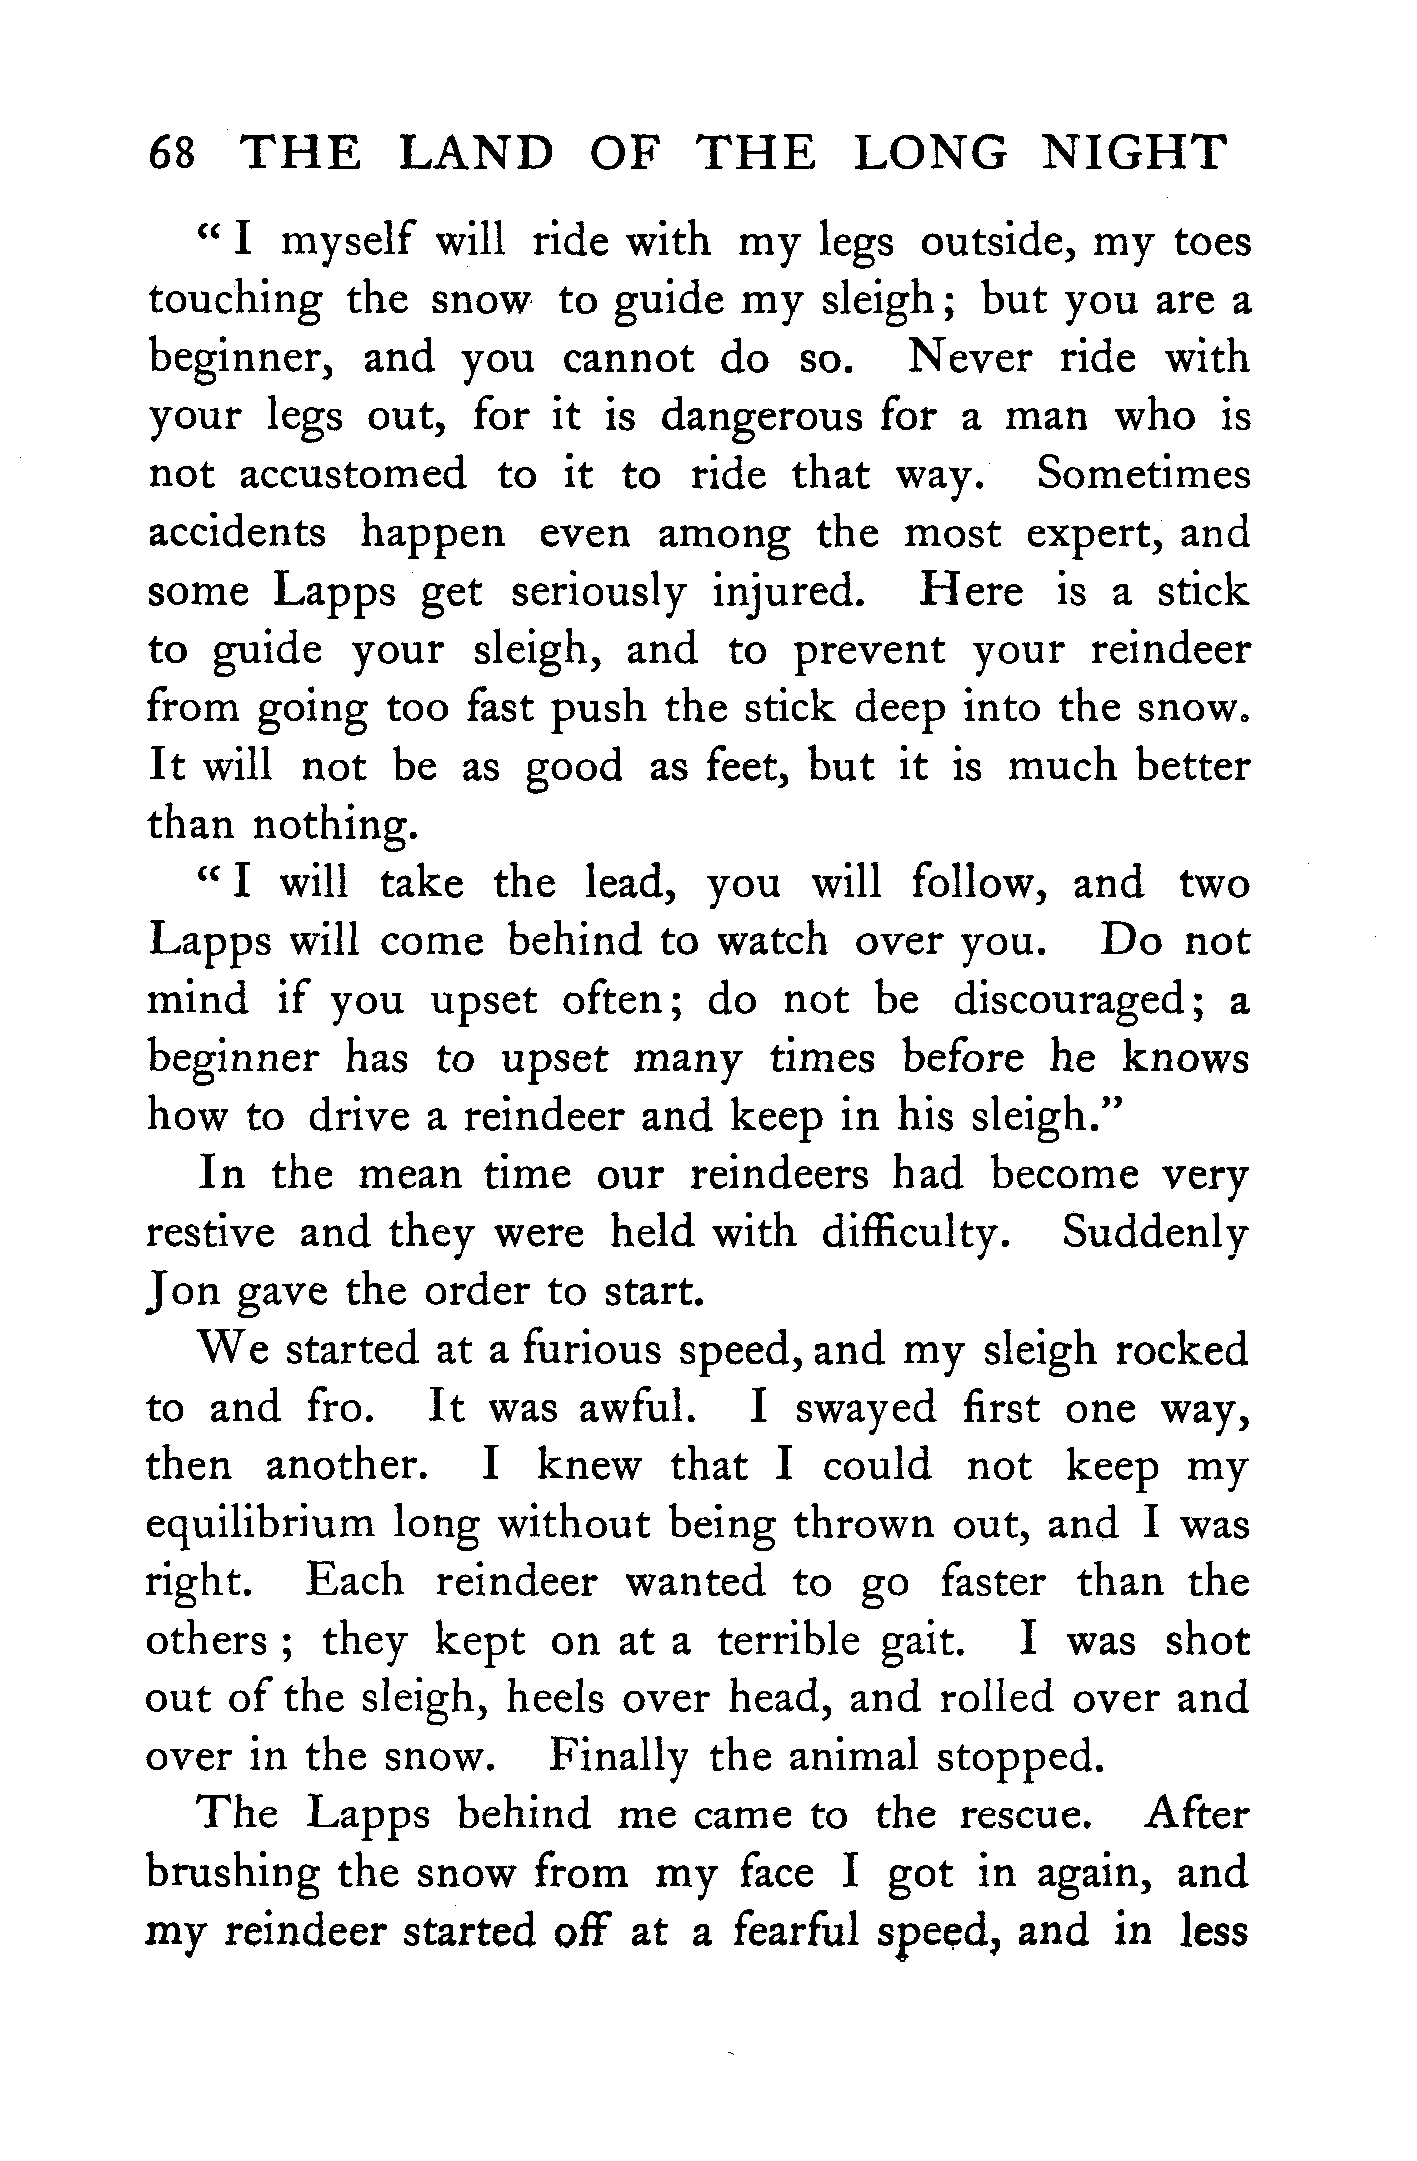 68 THE LAND OF THE LONG NIGHT
“ I myself will ride with my legs outside, my toes
touching the snow to guide my sleigh ; but you are a
beginner, and you cannot do so. Never ride with
your legs out, for it is dangerous for a man who is
not accustomed to it to ride that way. Sometimes
accidents happen even among the most expert, and
some Lapps get seriously injured. Here is a stick
to guide your sleigh, and to prevent your reindeer
from going too fast push the stick deep into the snow.
It will not be as good as feet, but it is much better
than nothing.
“ I will take the lead, you will follow, and two
Lapps will come behind to watch over you. Do not
mind if you upset often ; do not be discouraged ; a
beginner has to upset many times before he knows
how to drive a reindeer and keep in his sleigh.”
In the mean time our reindeers had become very
restive and they were held with difficulty. Suddenly
Jon gave the order to start.
We started at a furious speed, and my sleigh rocked
to and fro. It was awful. I swayed first one way,
then another. I knew that I could not keep my
equilibrium long without being thrown out, and I was
right. Each reindeer wanted to go faster than the
others ; they kept on at a terrible gait. I was shot
out of the sleigh, heels over head, and rolled over and
over in the snow. Finally the animal stopped.
The Lapps behind me came to the rescue. After
brushing the snow from my face I got in again, and
my reindeer started off at a fearful speed, and in less